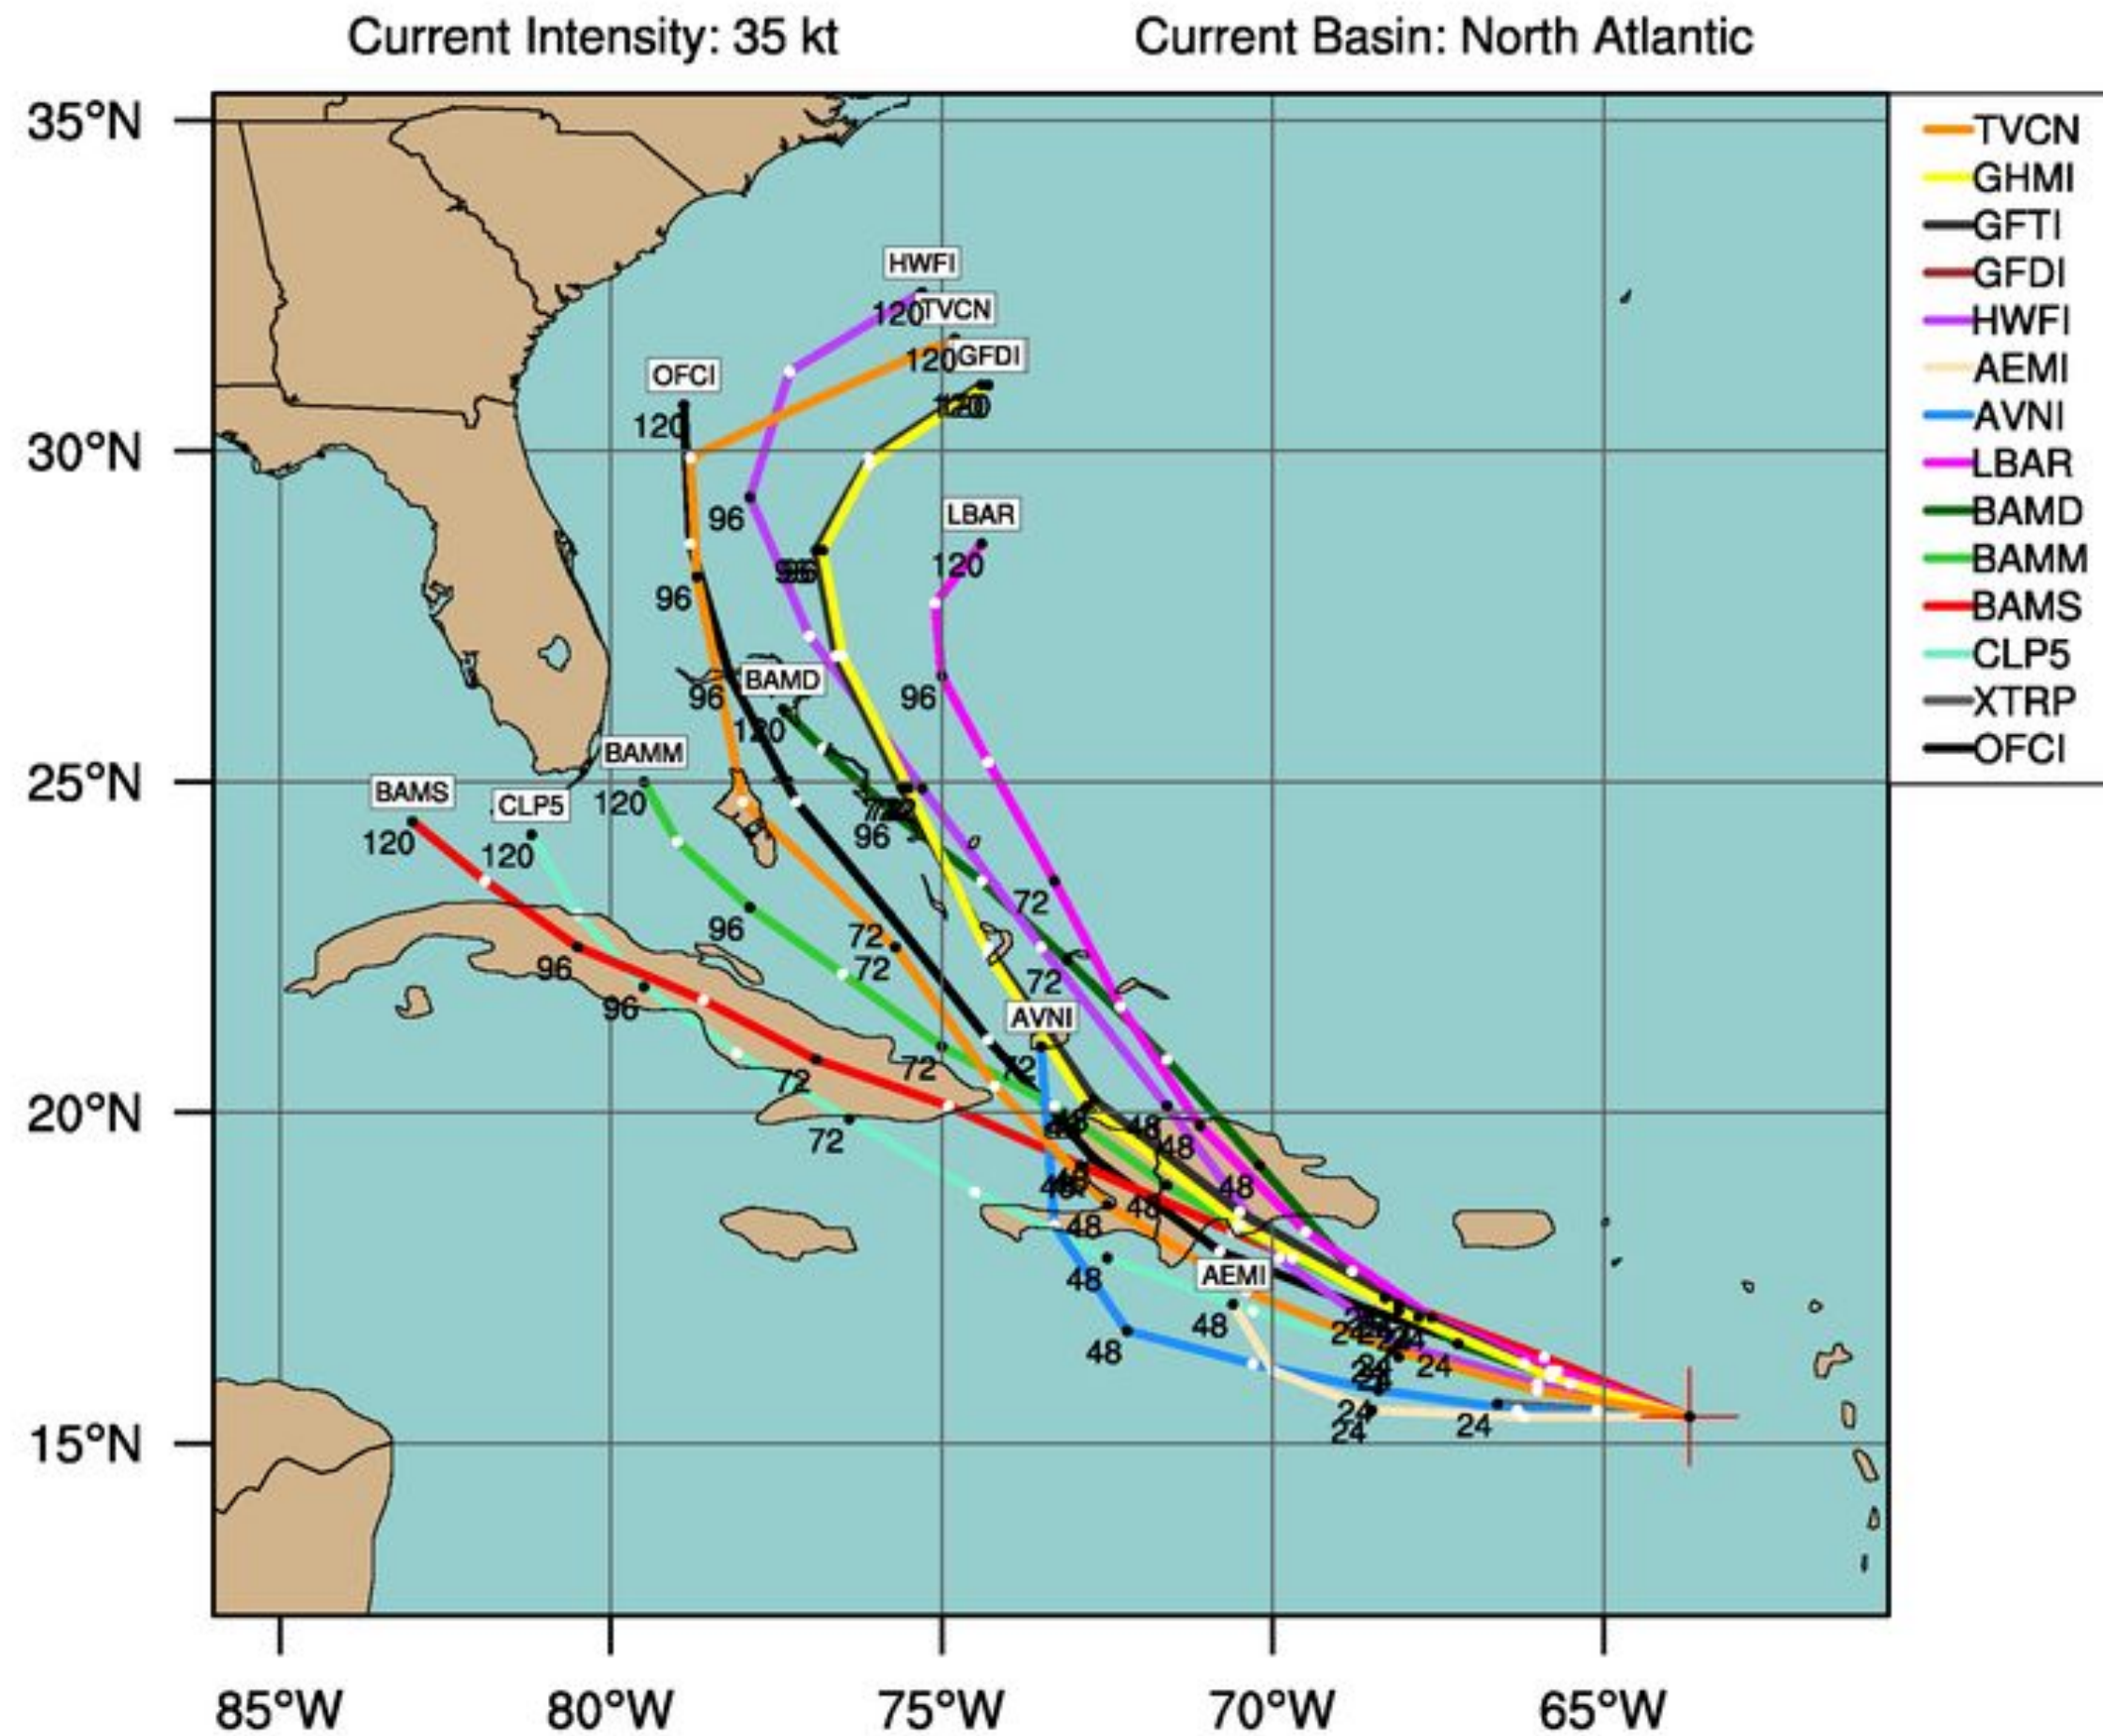 Current Intensity: 35 kt
Current Basin: North Atlantic
35°N
30°N
25°N
20°N
15°N
85°W
80°W
75°W
70°W
65°W
TVCN
GHMI
GFTI
GFDI
HWFI
AEMI
AVNI
LBAR
BAMD
BAMM
BAMS
CLP5
XTRP
OFCI
HWFI
120
TVCN
120
GFDI
OFCI
120
96
LBAR
120
96
96
BAMD
96
120
BAMM
120
BAMS
120
CLP5
120
96
72
96
72
72
72
96
96
AVNI
72
72
72
72
48
48
48
48
48
48
AEMI
48
48
24
24
24
24